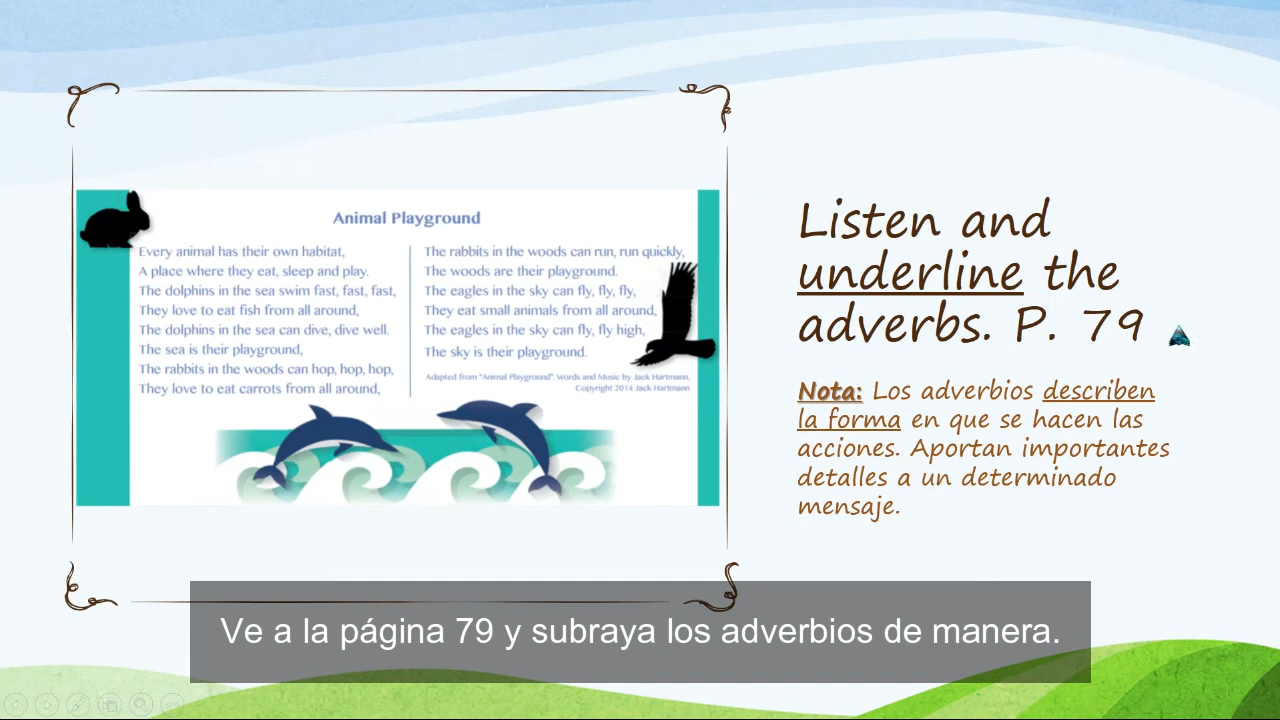 Animal Playground
Every animal has their own habitat,
A place where they eat, sleep and play.
The dolphins in the sea swim fast, fast, fast,
They love to eat fish from all around,
The dolphins in the sea can dive, dive well.
The sea is their playground,
The rabbits in the woods can hop, hop, hop,
They love to eat carrots from all around,
The rabbits in the woods can run, run quickly,
The woods are their playground.
The eagles in the sky can fly, fly, fly,
They eat small animals from all around,
The eagles in the sky can fly, fly high,
The sky is their playground.
Adapted from "Animal Playground". Words and Music by Jack Hartmann,
Copyright 2014 Jack Hartmann
Listen and
underline the
adverbs. P. 79
Nota: Los adverbios describen
la forma en que se hacen las
acciones. Aportan importantes
detalles a un determinado
mensaje.
Ve a la página 79 y subraya los adverbios de manera.